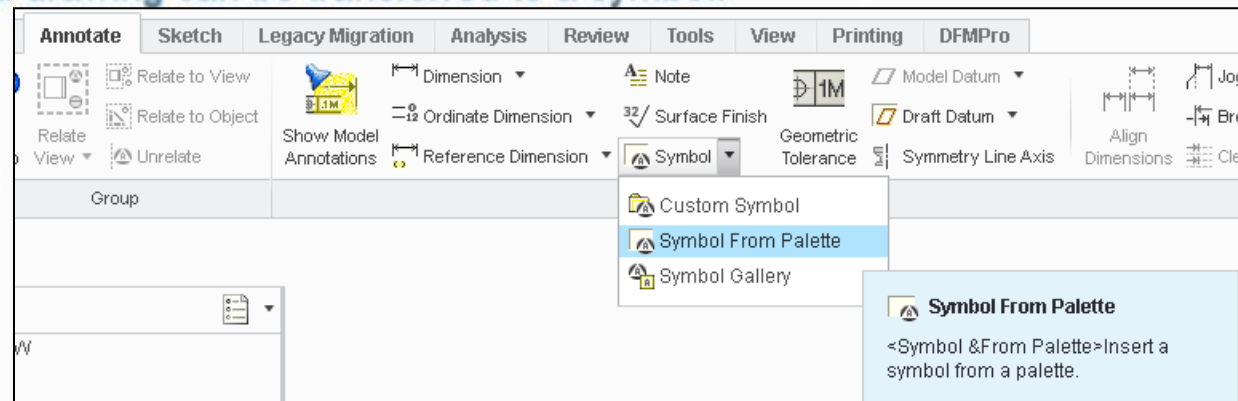 Annotate Sketch Legacy Migration Analysis Review Tools View Printing DFMPro
Relate to View
Relate to Object
Unrelate
Relate
View
Group
Show Model
Annotations
Dimension
Ordinate Dimension
Reference Dimension
Note
32/ Surface Finish
Symbol
Geometric
Tolerance
Model Datum
Draft Datum
Symmetry Line Axis
Align
Dimensions
Custom Symbol
Symbol From Palette
Symbol Gallery
Symbol From Palette
<Symbol &From Palette>Insert a
symbol from a palette.